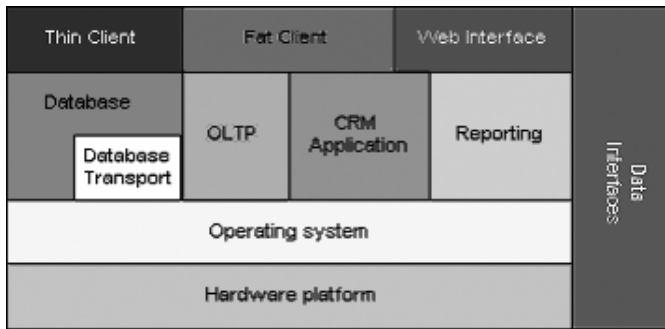 Thin Client
Fat Client
Web Interface
Database
Database
Transport
OLTP
CRM
Application
Reporting
Data
Interfaces
Operating system
Hardware platform